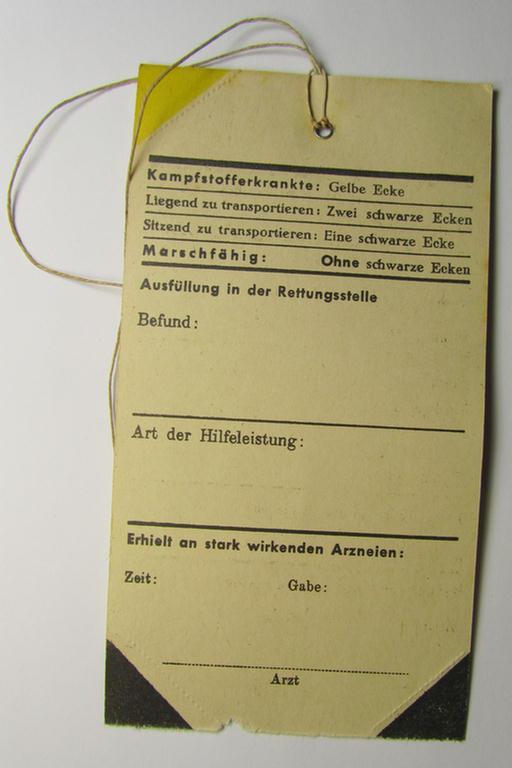 Kampfstofferkrankte: Gelbe Ecke
Liegend zu transportieren: Zwei schwarze Ecken
Sitzend zu transportieren: Eine schwarze Ecke
Marschfähig: Ohne schwarze Ecken
Ausfüllung in der Rettungsstelle
Befund:
Art der Hilfeleistung:
Erhielt an stark wirkenden Arzneien:
Zeit: Gabe:
Arzt